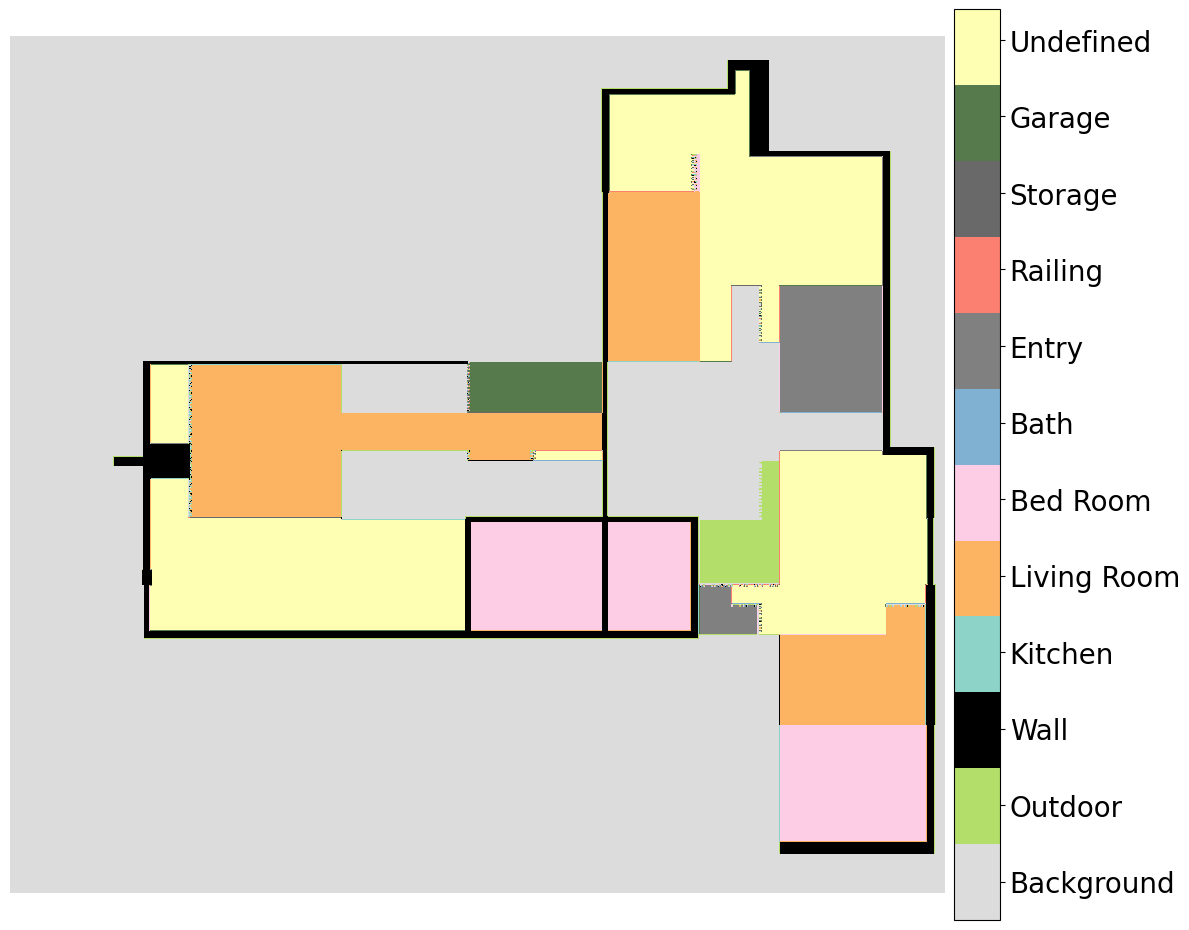 Undefined
Garage
Storage
Railing
Entry
Bath
Bed Room
Living Room
Kitchen
Wall
Outdoor
Background